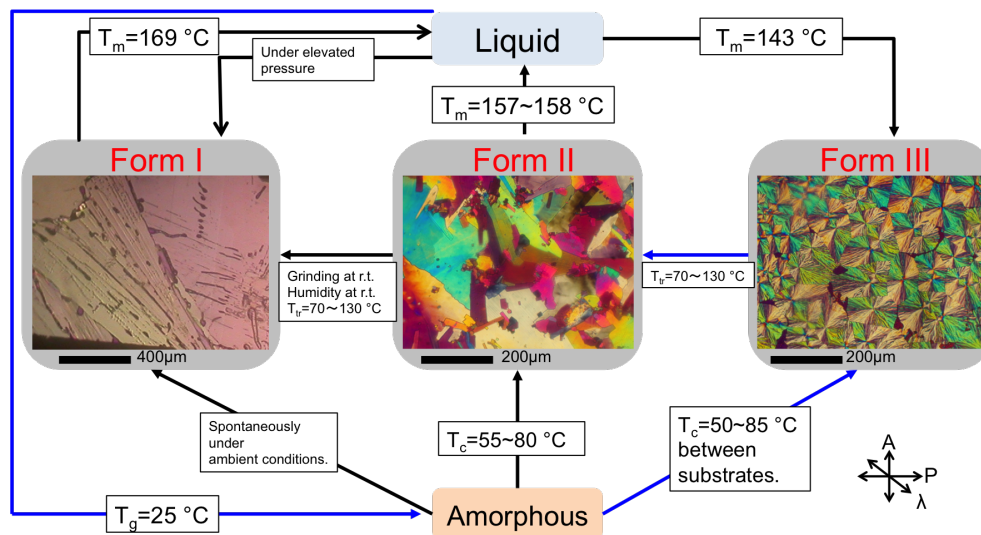 Tm=169 °C
Liquid
Tm=143 °C
Under elevated
pressure
Tm=157~158 °C
Form I
Form II
Form III
Grinding at r.t.
Humidity at r.t.
Ttr=70～130 °C
Ttr=70～130 °C
400μm
200μm
200μm
Spontaneously
under
ambient conditions.
Tc=55~80 °C
Tc=50~85 °C
between
substrates.
A
P
λ
Tg=25 °C
Amorphous